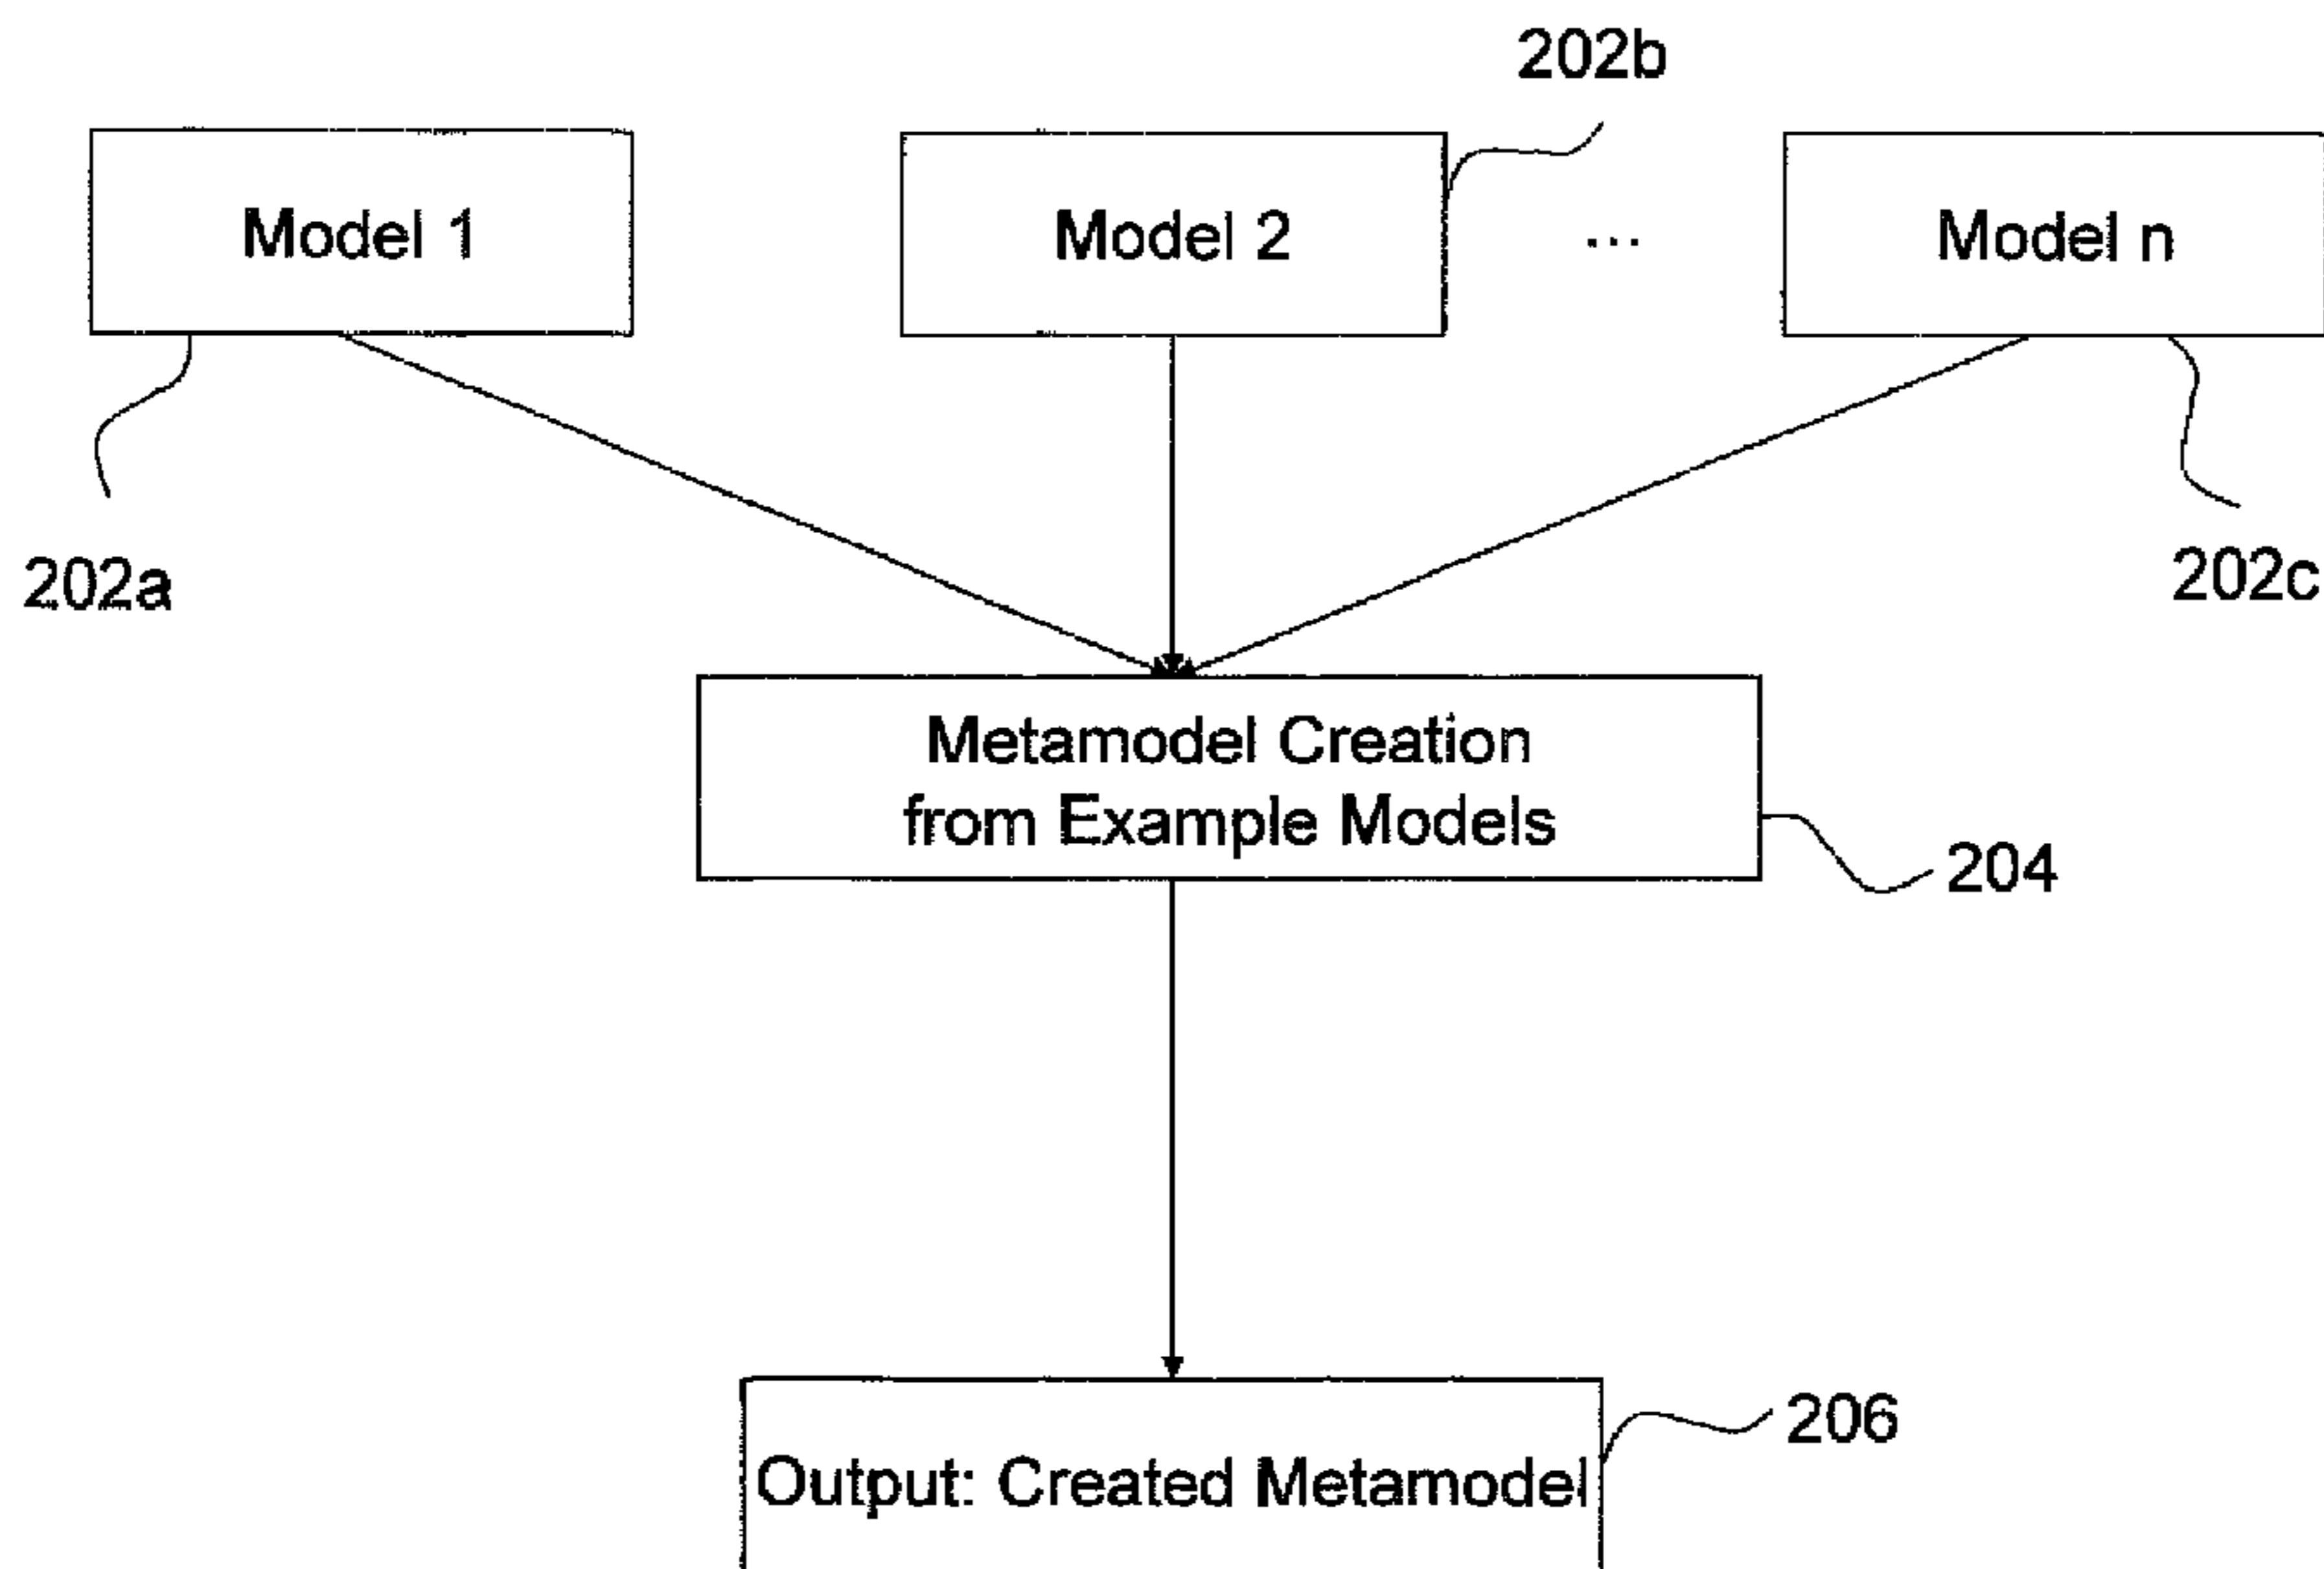 202b
Model 1
Model 2
...
Model n
202a
202c
Metamodel Creation
from Example Models
204
206
Output: Created Metamodel